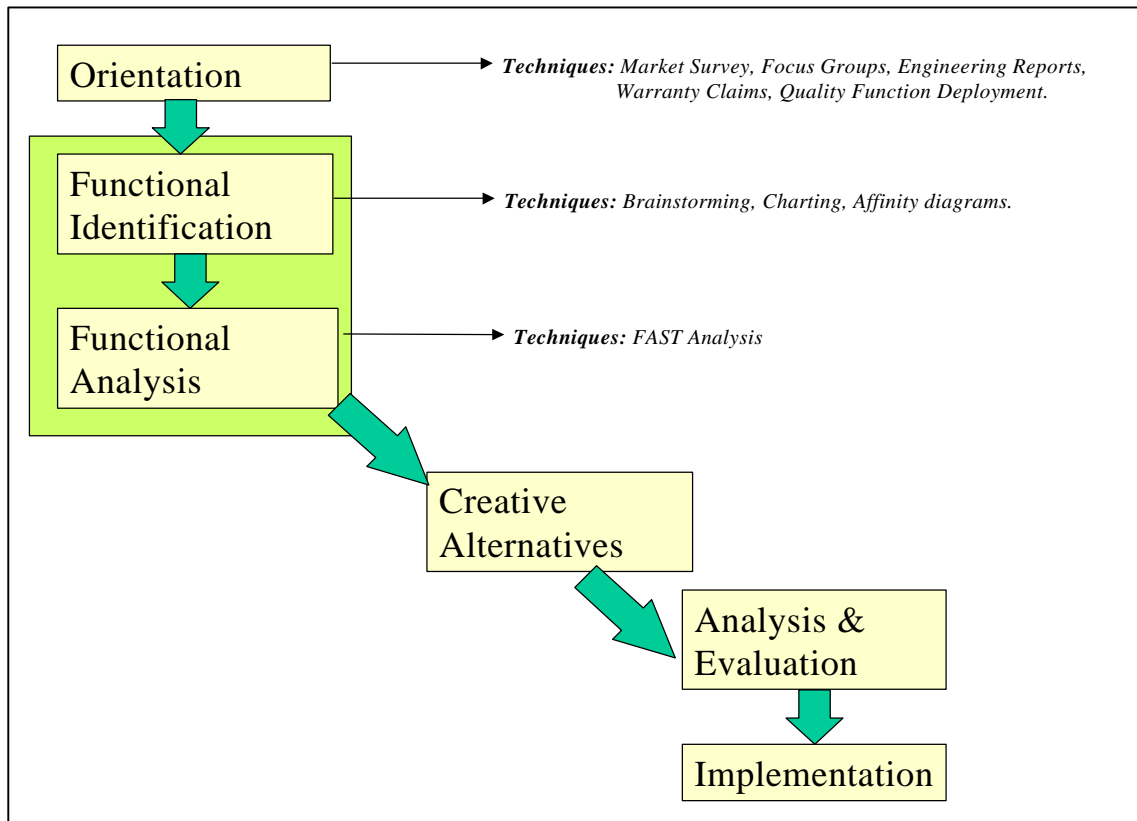 Orientation
Techniques: Market Survey, Focus Groups, Engineering Reports,
Warranty Claims, Quality Function Deployment.
Functional
Identification
Techniques: Brainstorming, Charting, Affinity diagrams.
Functional
Analysis
Techniques: FAST Analysis
Creative
Alternatives
Analysis &
Evaluation
Implementation